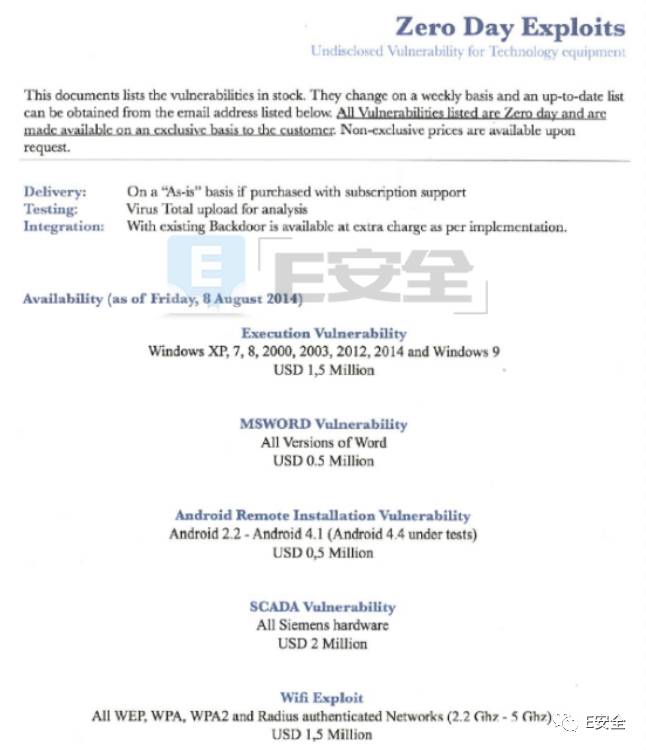 Zero Day Exploits
Undisclosed Vulnerability for Technology equipment
This documents lists the vulnerabilities in stock. They change on a weekly basis and an up-to-date list
can be obtained from the email address listed below. All Vulnerabilities listed are Zero day and are
made available on an exclusive basis to the customer. Non-exclusive prices are available upon
request.
Delivery: On a “As-is” basis if purchased with subscription support
Testing: Virus Total upload for analysis
Integration: With existing Backdoor is available at extra charge as per implementation.
E E安全
Availability (as of Friday, 8 August 2014)
Execution Vulnerability
Windows XP, 7, 8, 2000, 2003, 2012, 2014 and Windows 9
USD 1,5 Million
MSWORD Vulnerability
All Versions of Word
USD 0.5 Million
Android Remote Installation Vulnerability
Android 2.2 - Android 4.1 (Android 4.4 under tests)
USD 0,5 Million
SCADA Vulnerability
All Siemens hardware
USD 2 Million
Wifi Exploit
All WEP, WPA, WPA2 and Radius authenticated Networks (2.2 Ghz - 5 Ghz)
E安全
USD 1,5 Million